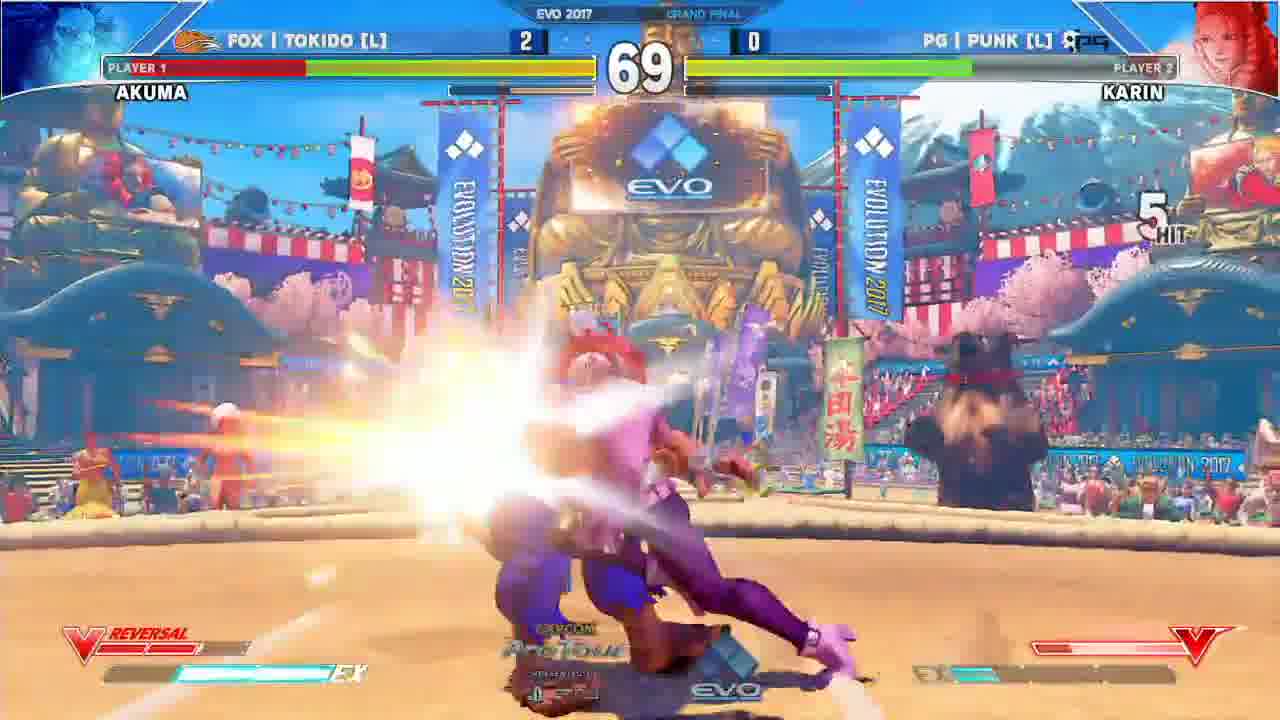 EVO 2017 GRAND FINAL
FOX | TOKIDO [L] 2 69 0 PG | PUNK [L]
PLAYER 1 PLAYER 2
AKUMA KARIN
EVO
EVOLUTION 2017
5 HIT
EVOLUTION 2017
REVERSAL
EX
CAPCOM
PRO TOUR
EVO